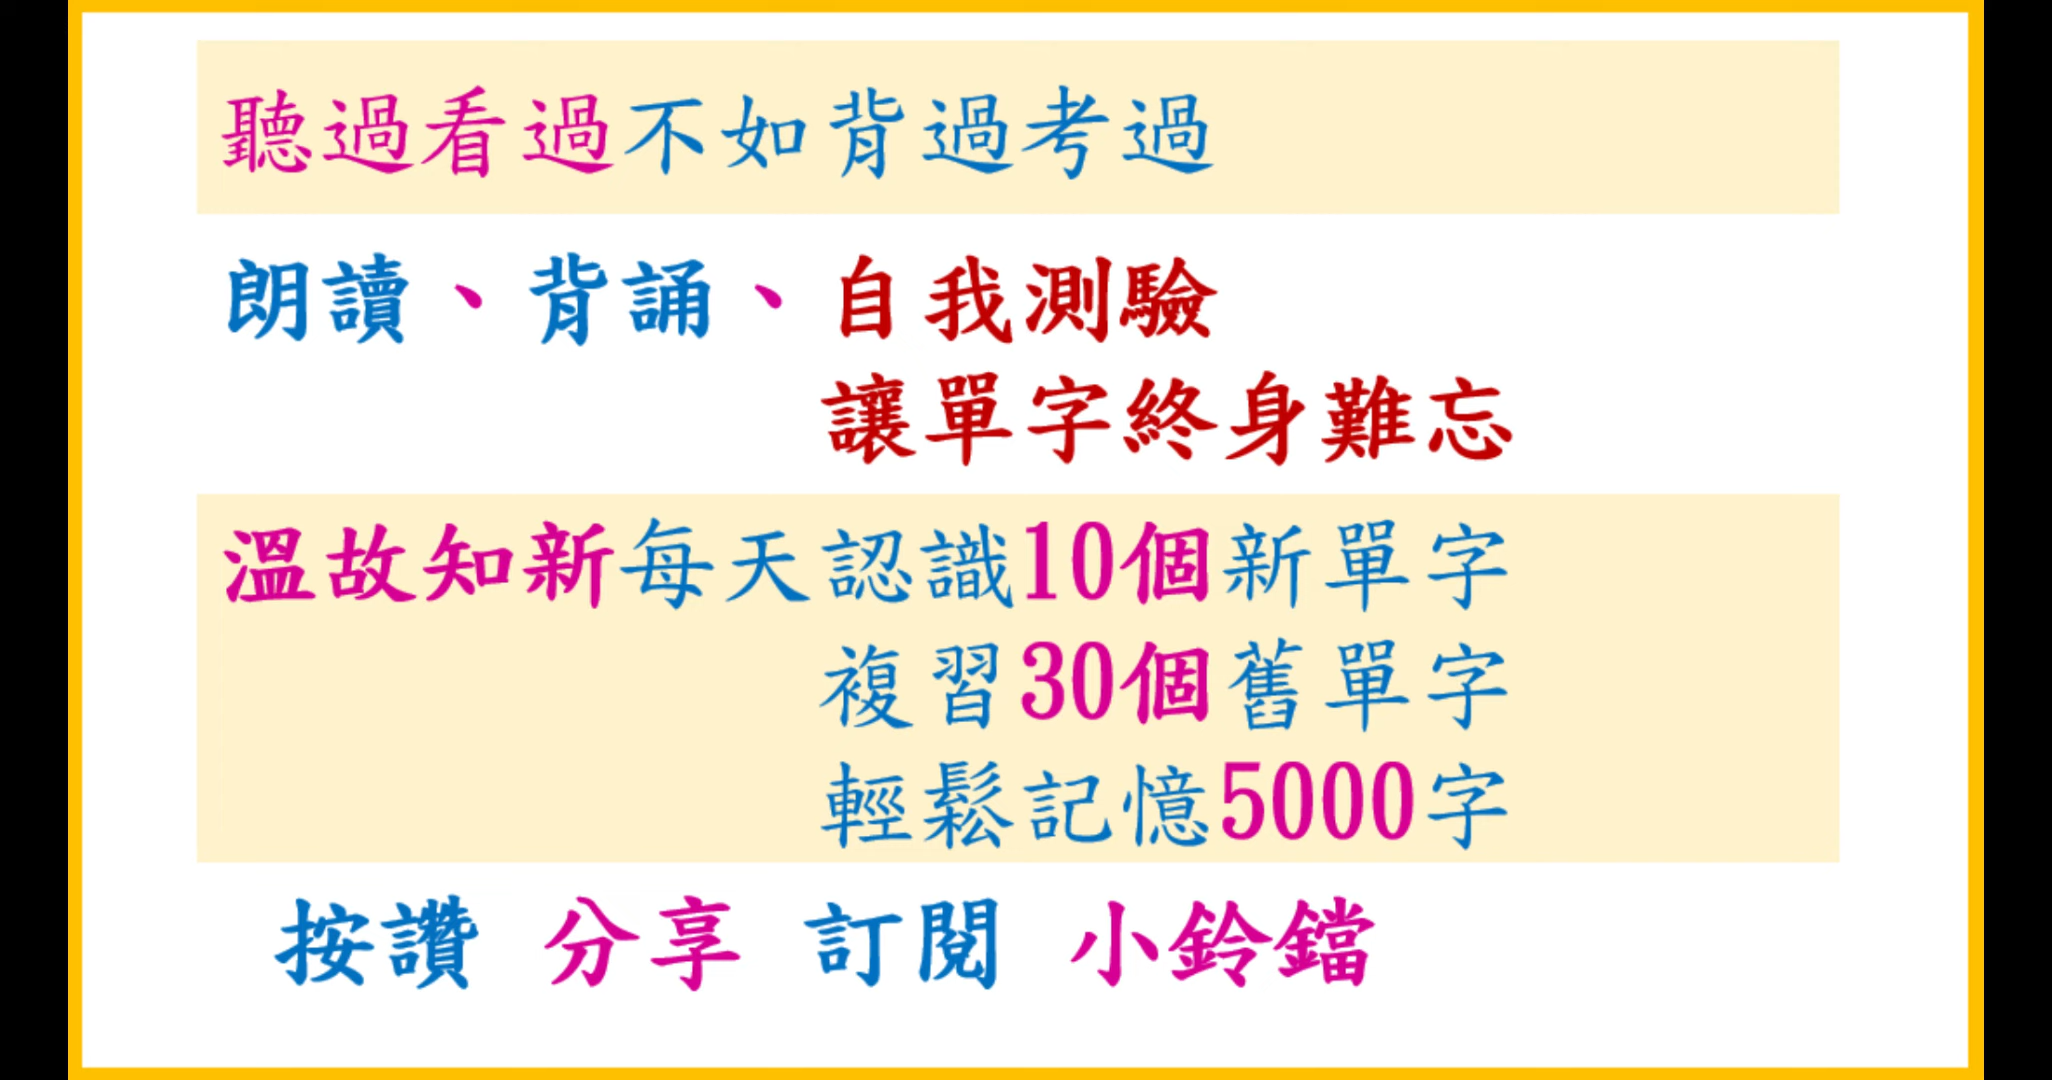 聽過看過不如背過考過
朗讀、背誦、自我測驗
讓單字終身難忘
溫故知新每天認識10個新單字
複習30個舊單字
輕鬆記憶5000字
按讚 分享 訂閱 小鈴鐺